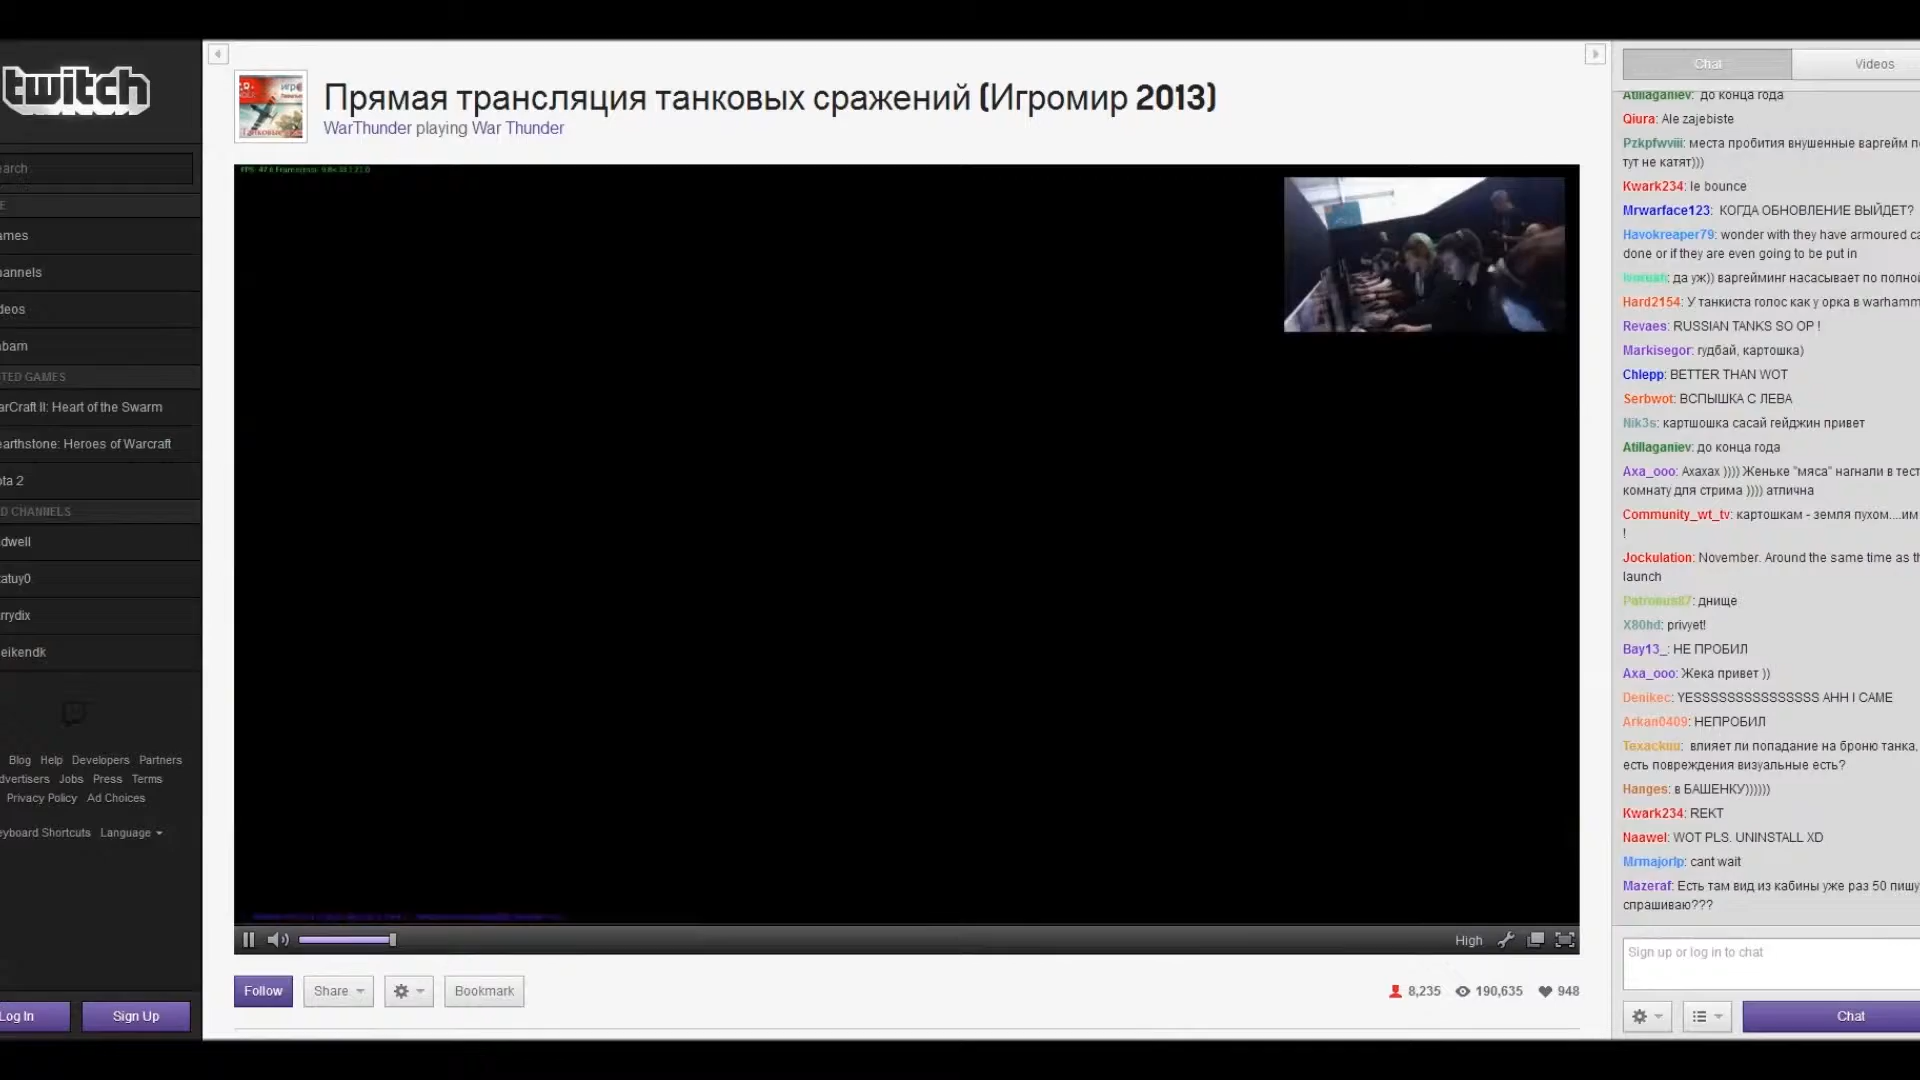 twitch
earch
E
ames
annels
deos
abam
TED GAMES
arCraft II: Heart of the Swarm
earthstone: Heroes of Warcraft
ota 2
D CHANNELS
dwell
atuy0
rrydix
eikendk
Blog Help Developers Partners
dvertisers Jobs Press Terms
Privacy Policy Ad Choices
eyboard Shortcuts Language
Log In Sign Up
Прямая трансляция танковых сражений (Игромир 2013)
WarThunder playing War Thunder
High
Follow Share Bookmark 8,235 190,635 948
Chat Videos
Atillaganiev: до конца года
Qiura: Ale zajebiste
Pzkpfwviii: места пробития внушенные варгейм
тут не катят)))
Kwark234: le bounce
Mrwarface123: КОГДА ОБНОВЛЕНИЕ ВЫЙДЕТ?
Havokreaper79: wonder with they have armoured
done or if they are even going to be put in
да уж)) варгейминг насасывает по полной
Hard2154: У танкиста голос как у орка в warhamm
Revaes: RUSSIAN TANKS SO OP !
Markisegor: гудбай, картошка)
Chlepp: BETTER THAN WOT
Serbwot: ВСПЫШКА С ЛЕВА
Nik3s: картшошка сасай гейджин привет
Atillaganiev: до конца года
Axa_ooo: Ахахах )))) Женьке "мяса" нагнали в тест
комнату для стрима )))) атлична
Community_wt_tv: картошкам - земля пухом....им
!
Jockulation: November. Around the same time as th
launch
Patronus87: днище
X80hd: privyet!
Bay13_: НЕ ПРОБИЛ
Axa_ooo: Жека привет ))
Denikec: YESSSSSSSSSSSSSSS AHH I CAME
Arkan0409: НЕПРОБИЛ
Texackuu: влияет ли попадание на броню танка,
есть повреждения визуальные есть?
Hanges: в БАШЕНКУ))))))
Kwark234: REKT
Naawel: WOT PLS. UNINSTALL XD
Mrmajorlp: cant wait
Mazeraf: Есть там вид из кабины уже раз 50 пишу
спрашиваю???
Sign up or log in to chat
Chat